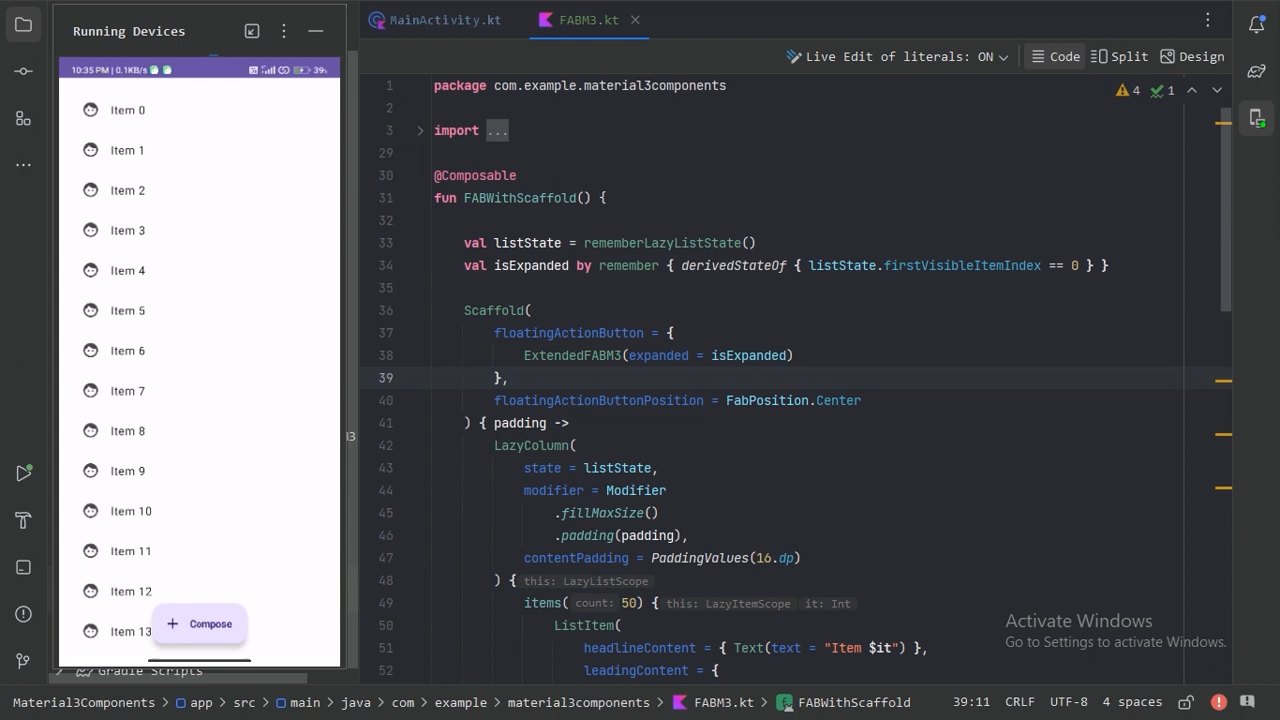 Running Devices
10:35 PM | 0.1KB/s
39%
Item 0
Item 1
Item 2
Item 3
Item 4
Item 5
Item 6
Item 7
Item 8
Item 9
Item 10
Item 11
Item 12
Item 13
Compose
Gradle Scripts
MainActivity.kt
FABM3.kt
Live Edit of literals: ON
Code
Split
Design
4
1
1 package com.example.material3components
2
3 import ...
29
30 @Composable
31 fun FABWithScaffold() {
32
33 val listState = rememberLazyListState()
34 val isExpanded by remember { derivedStateOf { listState.firstVisibleItemIndex == 0 } }
35
36 Scaffold(
37 floatingActionButton = {
38 ExtendedFABM3(expanded = isExpanded)
39 },
40 floatingActionButtonPosition = FabPosition.Center
41 ) { padding ->
42 LazyColumn(
43 state = listState,
44 modifier = Modifier
45 .fillMaxSize()
46 .padding(padding),
47 contentPadding = PaddingValues(16.dp)
48 ) { this: LazyListScope
49 items( count: 50) { this: LazyItemScope it: Int
50 ListItem(
51 headlineContent = { Text(text = "Item $it") },
52 leadingContent = {
Activate Windows
Go to Settings to activate Windows.
Material3Components > app > src > main > java > com > example > material3components > FABM3.kt > FABWithScaffold
39:11 CRLF UTF-8 4 spaces